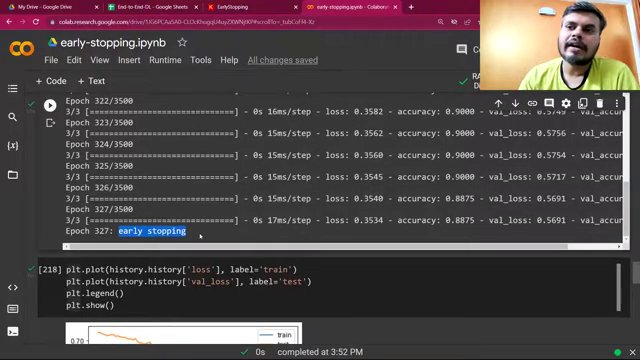 My Drive - Google Drive
End-to-End-DL - Google Sheets
EarlyStopping
early-stopping.ipynb - Colaborat
colab.research.google.com/drive/
early-stopping.ipynb
File Edit View Insert Runtime Tools Help All changes saved
+ Code + Text
Epoch 322/3500
3/3 [==============================] - 0s 16ms/step - loss: 0.3582 - accuracy: 0.9000 - val_loss: 0.5749 - val_accu
Epoch 323/3500
3/3 [==============================] - 0s 15ms/step - loss: 0.3562 - accuracy: 0.9000 - val_loss: 0.5756 - val_accu
Epoch 324/3500
3/3 [==============================] - 0s 15ms/step - loss: 0.3560 - accuracy: 0.9000 - val_loss: 0.5754 - val_accu
Epoch 325/3500
3/3 [==============================] - 0s 15ms/step - loss: 0.3554 - accuracy: 0.9000 - val_loss: 0.5717 - val_accu
Epoch 326/3500
3/3 [==============================] - 0s 15ms/step - loss: 0.3540 - accuracy: 0.8875 - val_loss: 0.5691 - val_accu
Epoch 327/3500
3/3 [==============================] - 0s 17ms/step - loss: 0.3534 - accuracy: 0.8875 - val_loss: 0.5691 - val_accu
Epoch 327: early stopping
[218] plt.plot(history.history['loss'], label='train')
plt.plot(history.history['val_loss'], label='test')
plt.legend()
plt.show()
0.70
train
test
0s completed at 3:52 PM